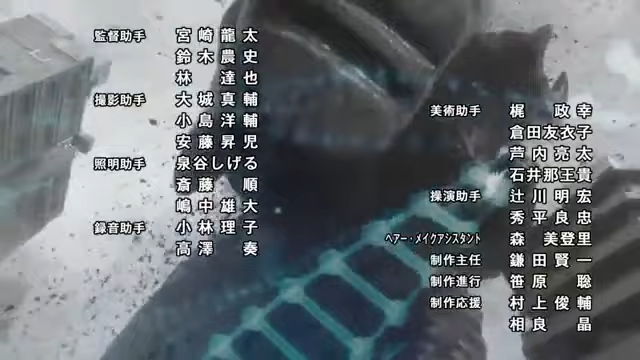 監督助手 宮崎龍太
鈴木農史
林 達也
撮影助手 大城真輔
小島洋輔
安藤昇児
照明助手 泉谷しげる
斎藤 順
嶋中雄大
録音助手 小林理子
高澤 奏
美術助手 梶 政幸
倉田友衣子
芦内亮太
石井那王貴
操演助手 辻川明宏
秀平良忠
ヘアー・メイクアシスタント 森 美登里
制作主任 鎌田賢一
制作進行 笹原 聡
制作応援 村上俊輔
相良 晶